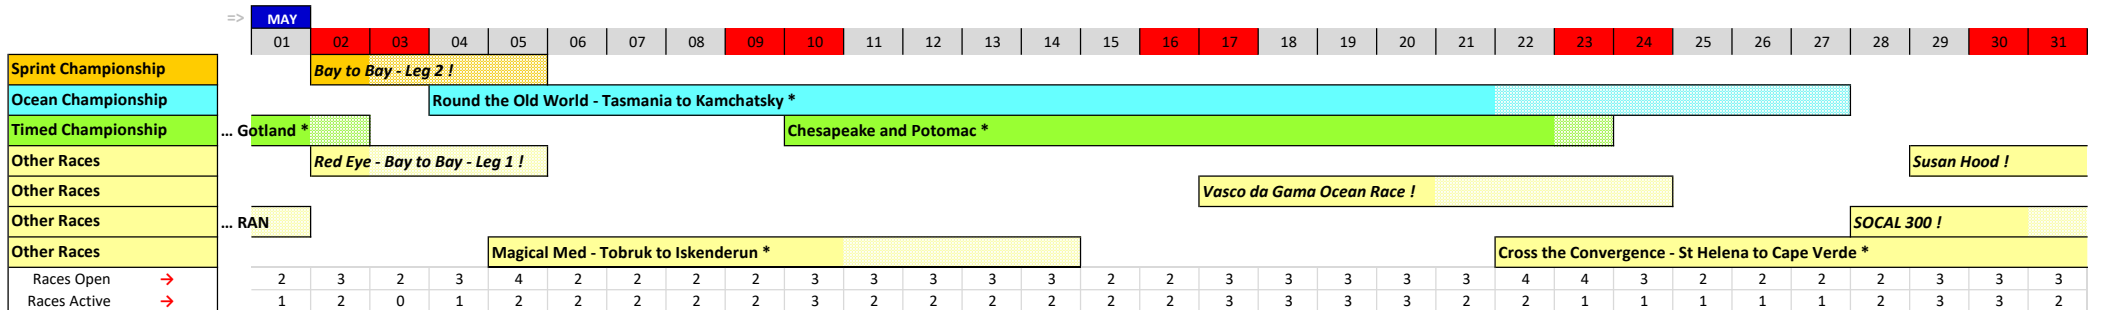 => MAY
01 02 03 04 05 06 07 08 09 10 11 12 13 14 15 16 17 18 19 20 21 22 23 24 25 26 27 28 29 30 31
Sprint Championship Bay to Bay - Leg 2 !
Ocean Championship Round the Old World - Tasmania to Kamchatsky *
Timed Championship ... Gotland * Chesapeake and Potomac *
Other Races Red Eye - Bay to Bay - Leg 1 ! Susan Hood !
Other Races Vasco da Gama Ocean Race !
Other Races ... RAN SOCAL 300 !
Other Races Magical Med - Tobruk to Iskenderun * Cross the Convergence - St Helena to Cape Verde *
Races Open → 2 3 2 3 4 2 2 2 2 3 3 3 3 3 2 2 3 3 3 3 3 4 4 3 2 2 2 2 3 3 3
Races Active → 1 2 0 1 2 2 2 2 2 3 2 2 2 2 2 2 3 3 3 3 2 2 1 1 1 1 1 2 3 3 2